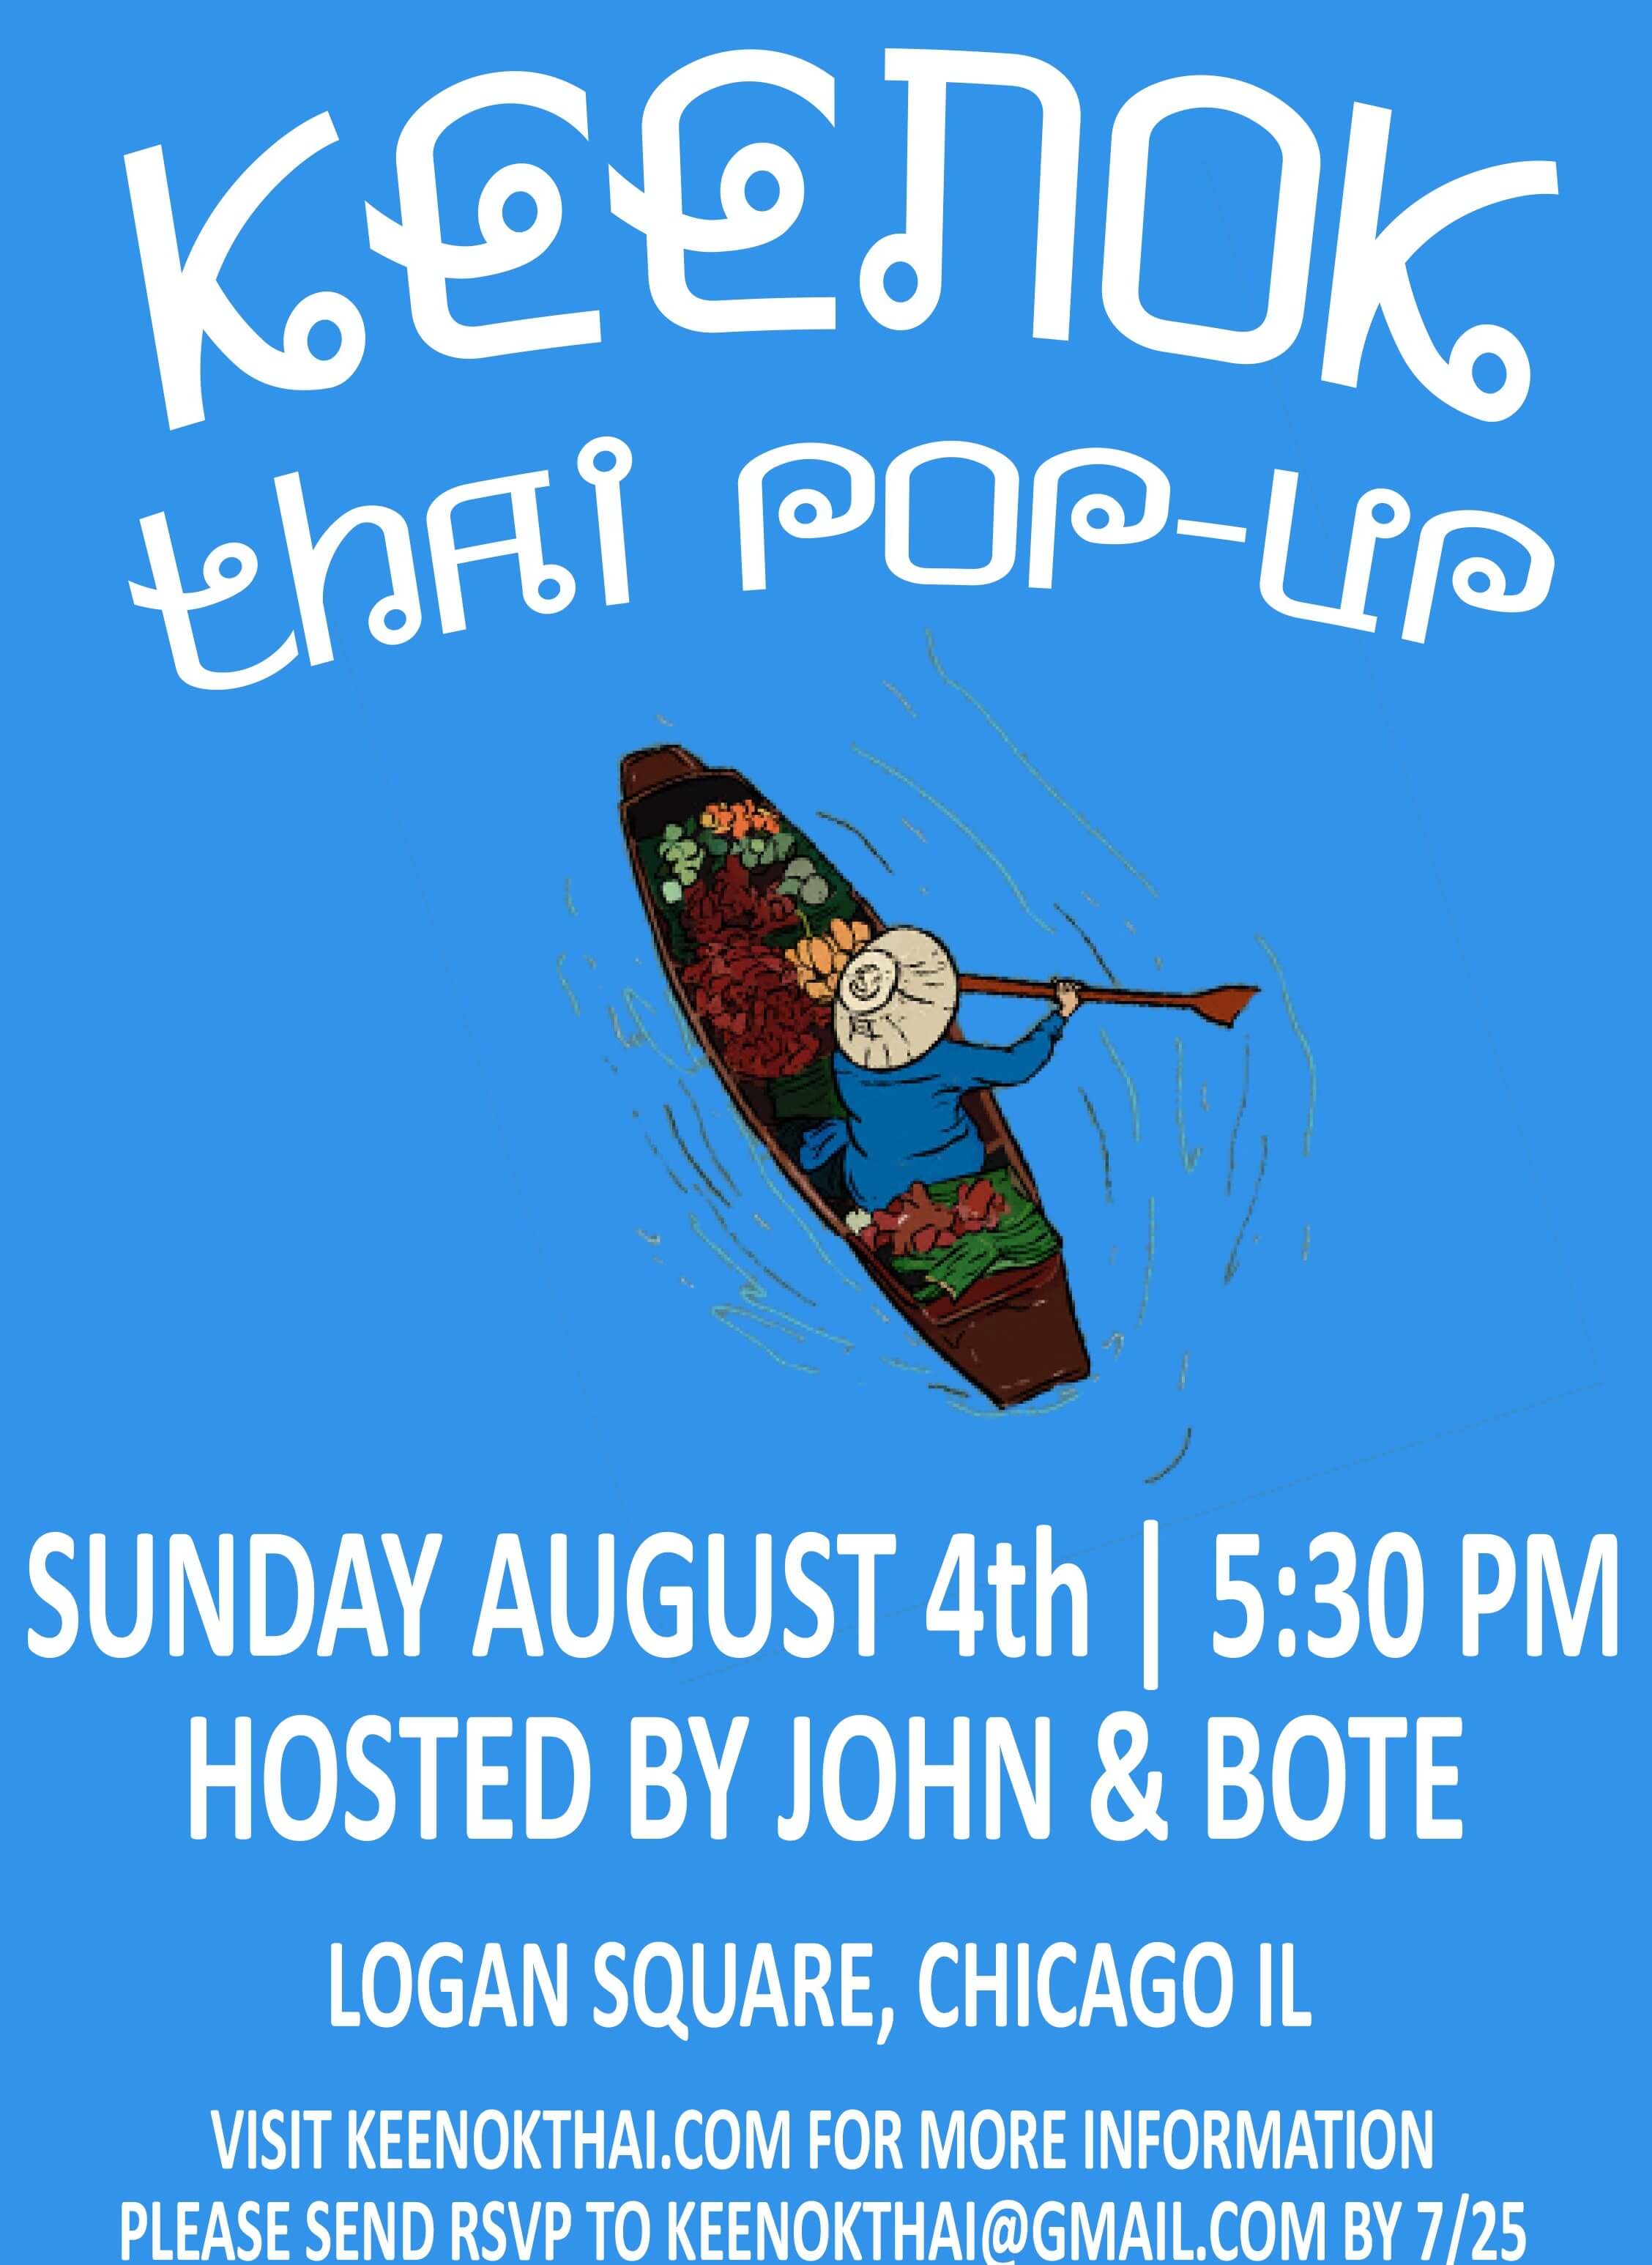 KEENOK
THAI POP-UP
SUNDAY AUGUST 4th | 5:30 PM
HOSTED BY JOHN & BOTE
LOGAN SQUARE, CHICAGO IL
VISIT KEENOKTHAI.COM FOR MORE INFORMATION
PLEASE SEND RSVP TO KEENOKTHAI@GMAIL.COM BY 7/25